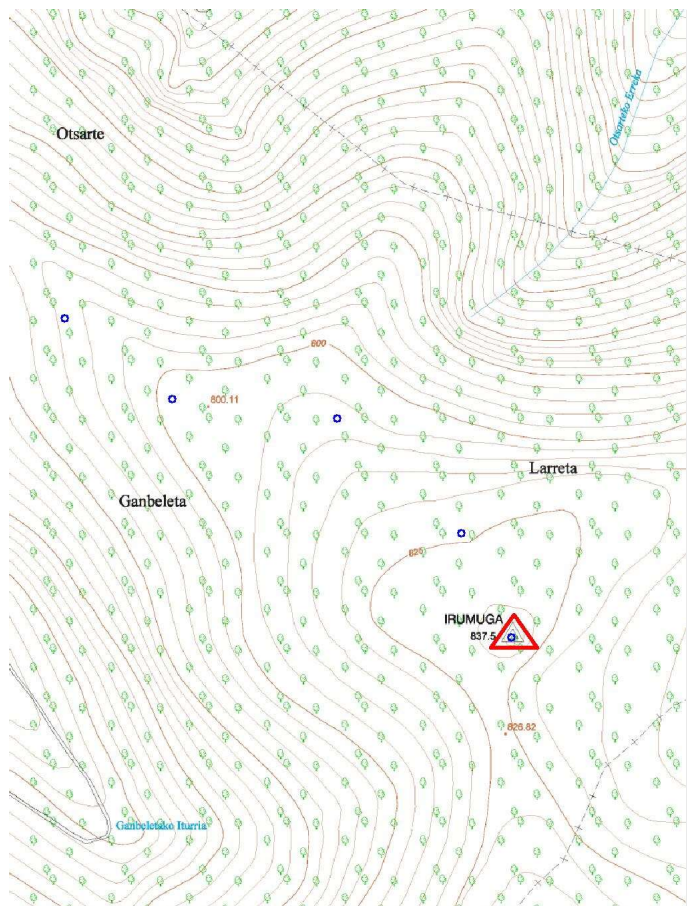 Otsarteko Erreka
Otsarte
800
800.11
Larreta
Ganbeleta
825
IRUMUGA
837.5
826.82
Ganbeletako Iturria